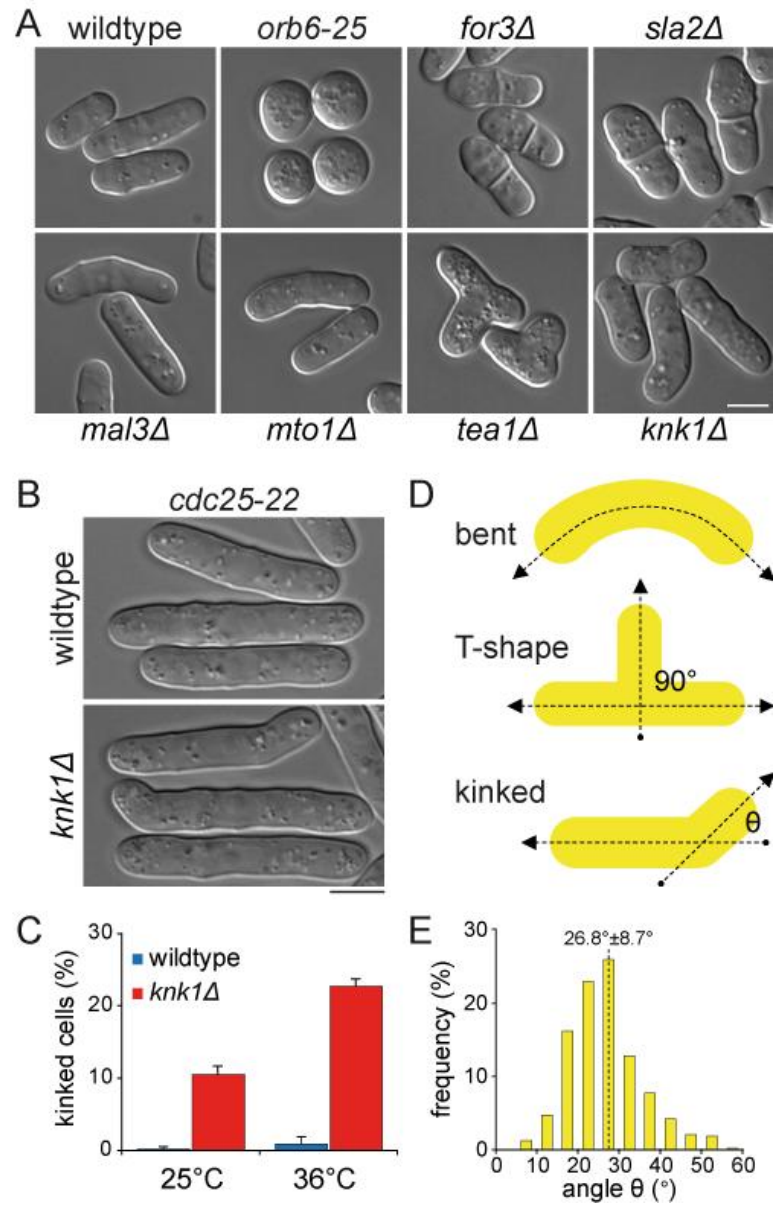 A
wildtype orb6-25 for3Δ sla2Δ
mal3Δ mto1Δ tea1Δ knk1Δ
B
cdc25-22
wildtype
knk1Δ
D
bent
T-shape
90°
kinked
θ
C
kinked cells (%)
30
20
10
0
wildtype
knk1Δ
25°C 36°C
E
frequency (%)
30
20
10
0
26.8°±8.7°
0 10 20 30 40 50 60
angle θ (°)